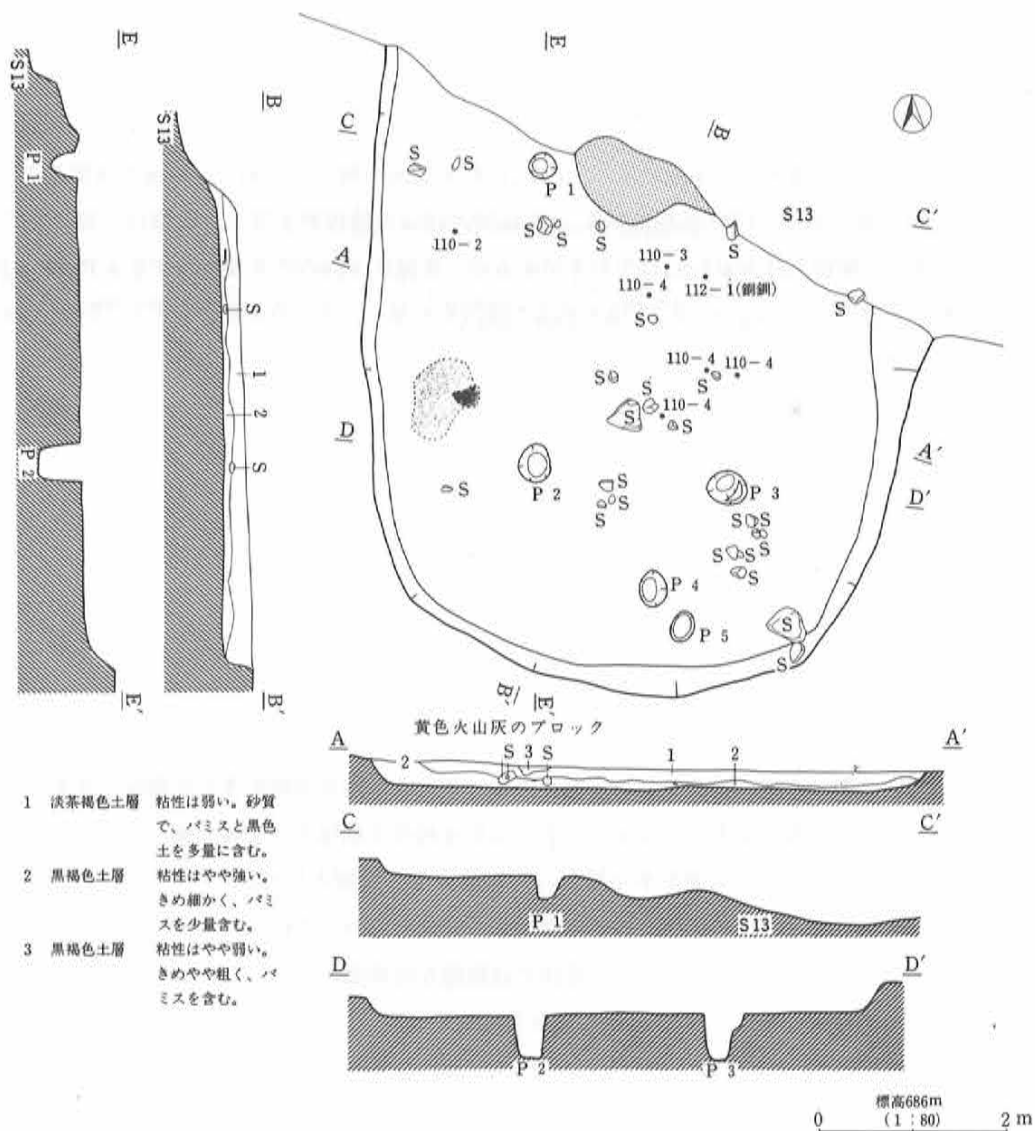 E
S13
P 1
P 2
E'
B
S13
S
1
2
S
B'
E
B
C
S
S
P 1
S13
C'
110-2
S
S
S
S
A
110-3
110-4
112-1(銅釧)
S
S
110-4
110-4
S
S
S
S
110-4
S
D
A'
D'
S
P 2
S
S
S
P 3
S
S
S
S
S
S
P 4
P 5
S
S
B'
E'
黄色火山灰のブロック
A
2
S
3
S
1
2
A'
C
P 1
S13
C'
D
P 2
P 3
D'
1 淡茶褐色土層 粘性は弱い。砂質
で、パミスと黒色
土を多量に含む。
2 黒褐色土層 粘性はやや強い。
きめ細かく、パミ
スを少量含む。
3 黒褐色土層 粘性はやや弱い。
きめやや粗く、パ
ミスを含む。
標高686m
(1:80)
0 2 m